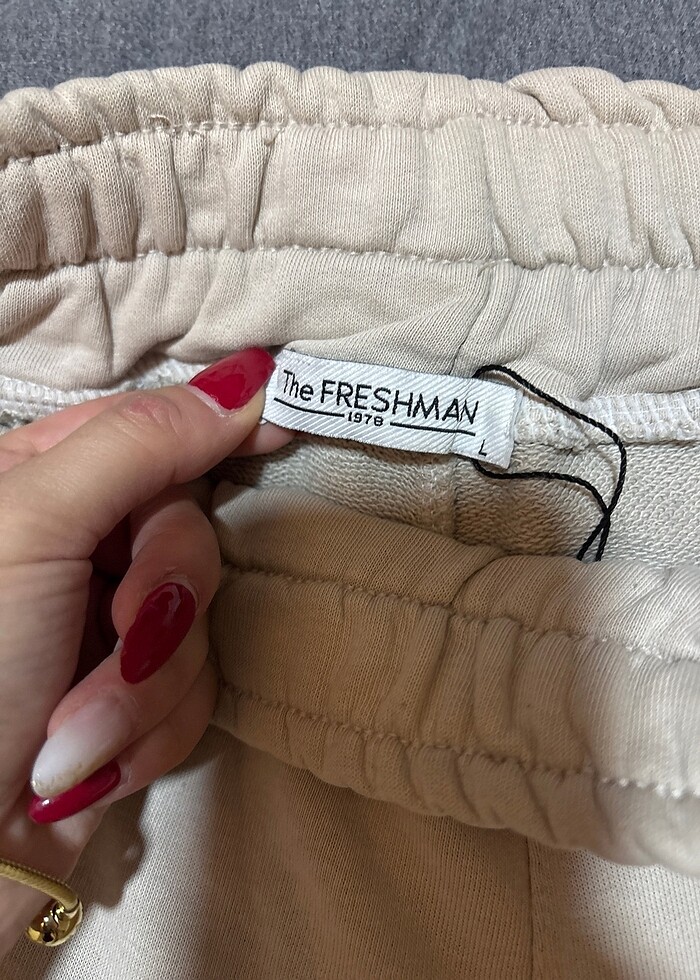 The FRESHMAN
1978
L